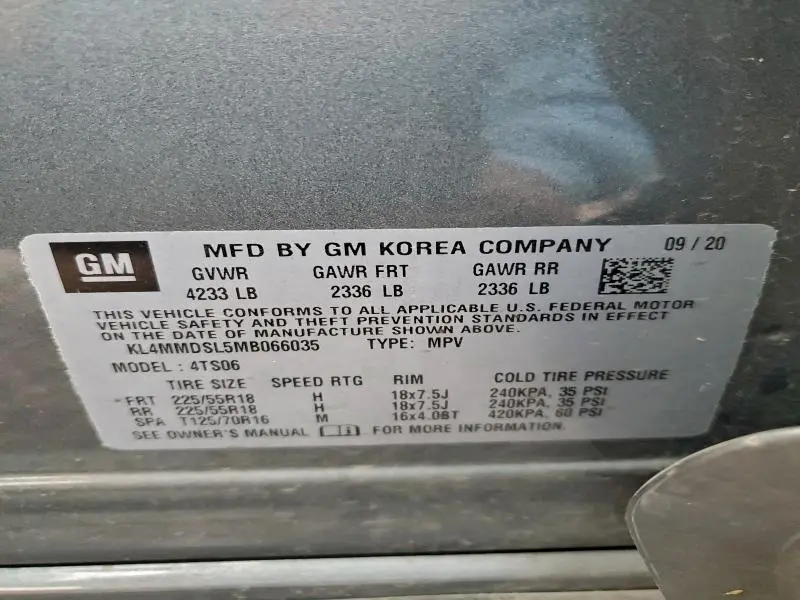 GM
MFD BY GM KOREA COMPANY 09 / 20
GVWR GAWR FRT GAWR RR
4233 LB 2336 LB 2336 LB
THIS VEHICLE CONFORMS TO ALL APPLICABLE U.S. FEDERAL MOTOR
VEHICLE SAFETY AND THEFT PREVENTION STANDARDS IN EFFECT
ON THE DATE OF MANUFACTURE SHOWN ABOVE.
KL4MMDSL5MB066035 TYPE: MPV
MODEL : 4TS06
TIRE SIZE SPEED RTG RIM COLD TIRE PRESSURE
FRT 225/55R18 H 18x7.5J 240KPA, 35 PSI
RR 225/55R18 H 18x7.5J 240KPA, 35 PSI
SPA T125/70R16 M 16x4.0BT 420KPA, 60 PSI
SEE OWNER'S MANUAL FOR MORE INFORMATION.